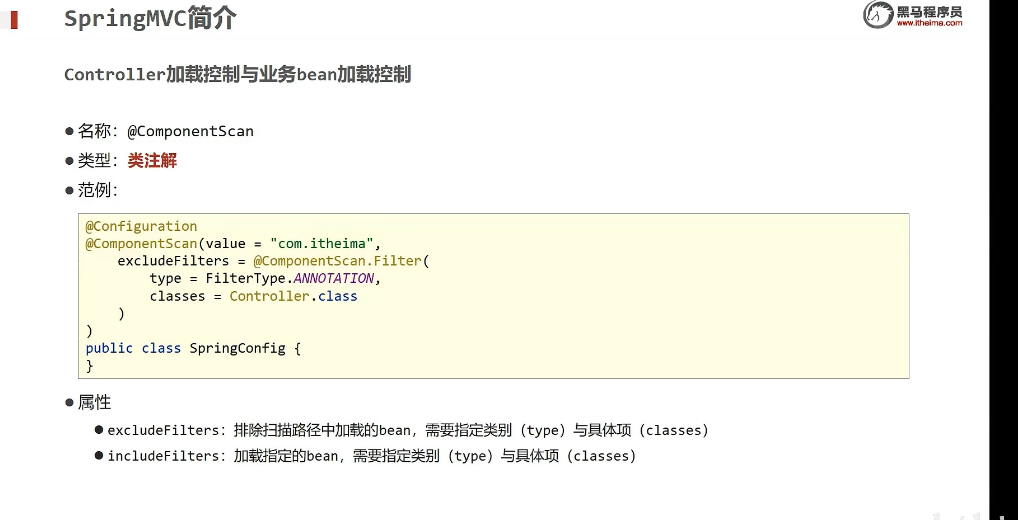 SpringMVC简介
黑马程序员
www.itheima.com
Controller加载控制与业务bean加载控制
● 名称：@ComponentScan
● 类型：类注解
● 范例：
@Configuration
@ComponentScan(value = "com.itheima",
    excludeFilters = @ComponentScan.Filter(
        type = FilterType.ANNOTATION,
        classes = Controller.class
    )
)
public class SpringConfig {
}
● 属性
● excludeFilters：排除扫描路径中加载的bean，需要指定类别（type）与具体项（classes）
● includeFilters：加载指定的bean，需要指定类别（type）与具体项（classes）